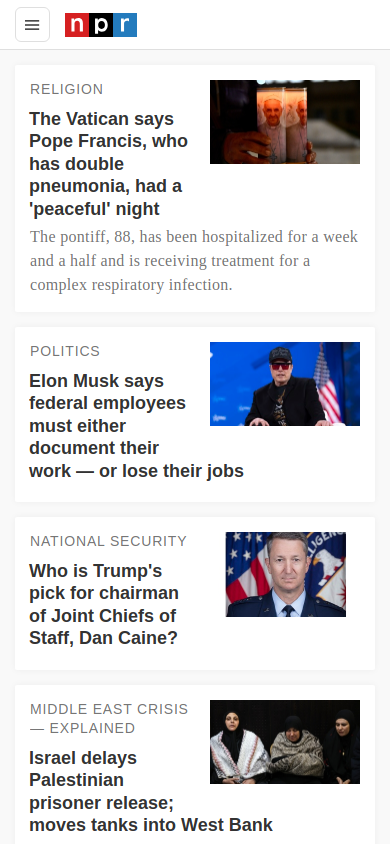 npr
RELIGION
The Vatican says
Pope Francis, who
has double
pneumonia, had a
'peaceful' night
The pontiff, 88, has been hospitalized for a week
and a half and is receiving treatment for a
complex respiratory infection.
POLITICS
Elon Musk says
federal employees
must either
document their
work — or lose their jobs
NATIONAL SECURITY
Who is Trump's
pick for chairman
of Joint Chiefs of
Staff, Dan Caine?
MIDDLE EAST CRISIS
— EXPLAINED
Israel delays
Palestinian
prisoner release;
moves tanks into West Bank